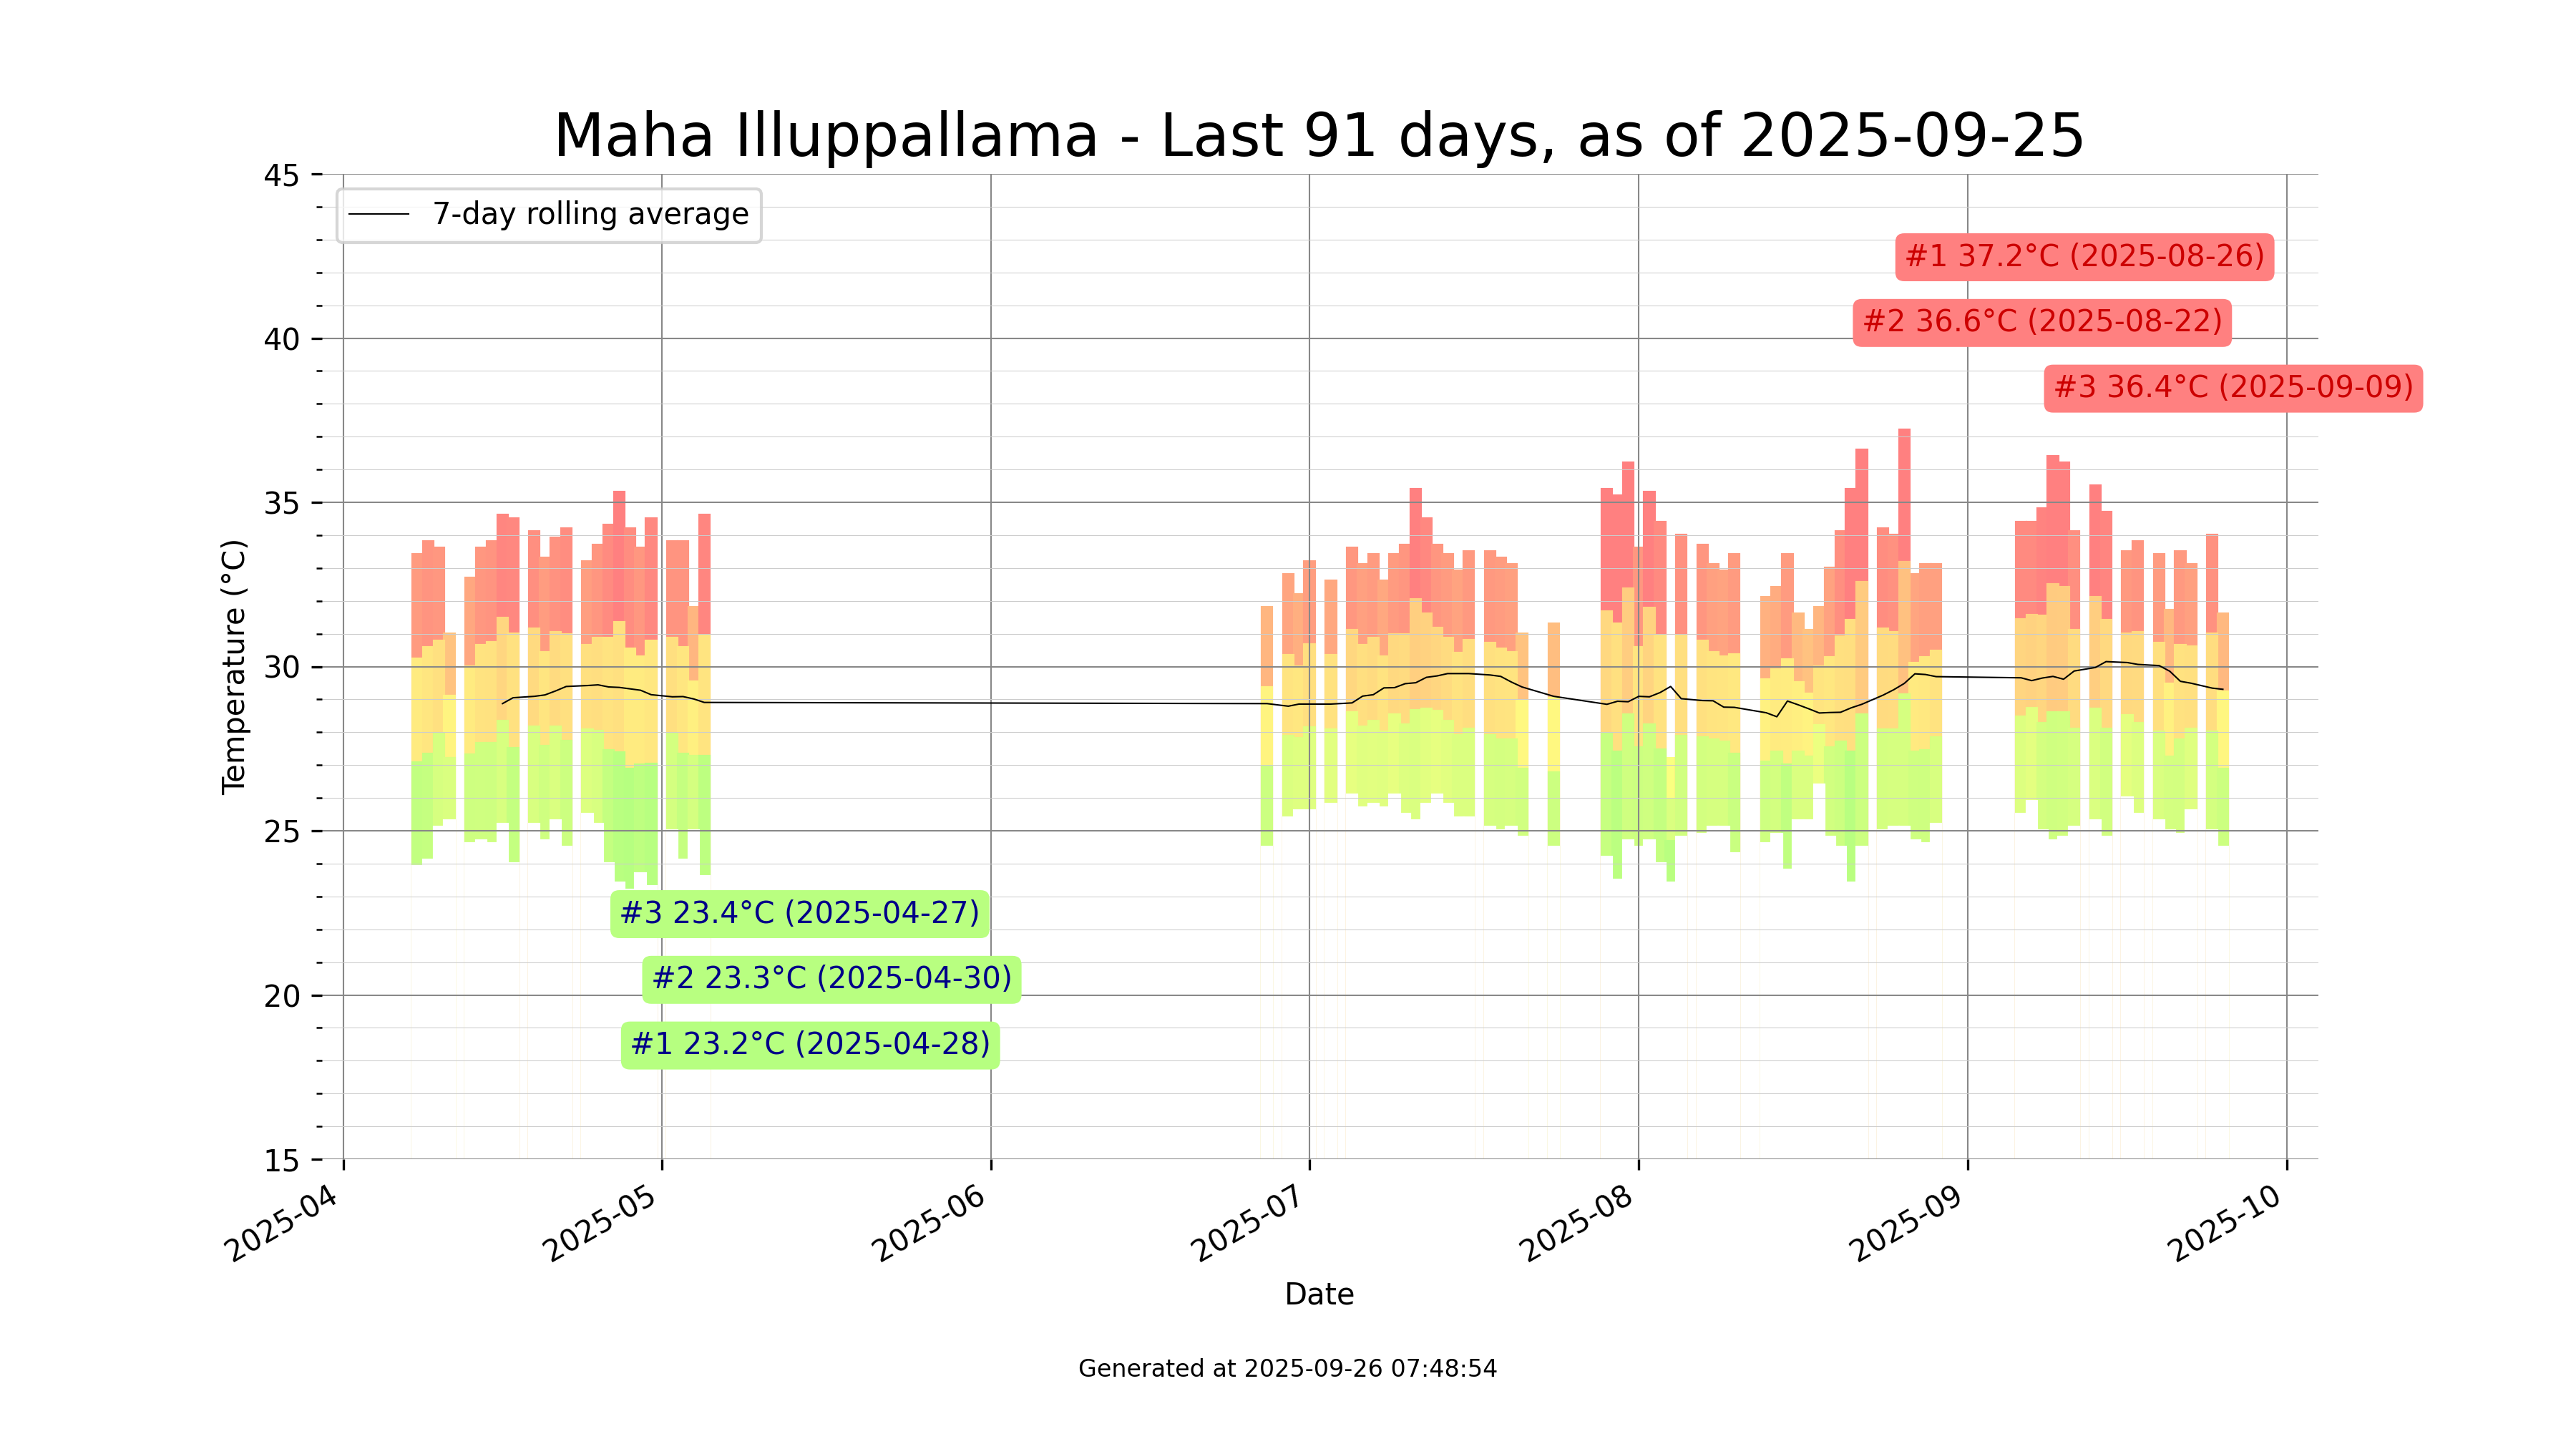 Maha Illuppallama - Last 91 days, as of 2025-09-25
7-day rolling average
#1 37.2°C (2025-08-26)
#2 36.6°C (2025-08-22)
#3 36.4°C (2025-09-09)
#3 23.4°C (2025-04-27)
#2 23.3°C (2025-04-30)
#1 23.2°C (2025-04-28)
Temperature (°C)
45
40
35
30
25
20
15
2025-04
2025-05
2025-06
2025-07
2025-08
2025-09
2025-10
Date
Generated at 2025-09-26 07:48:54